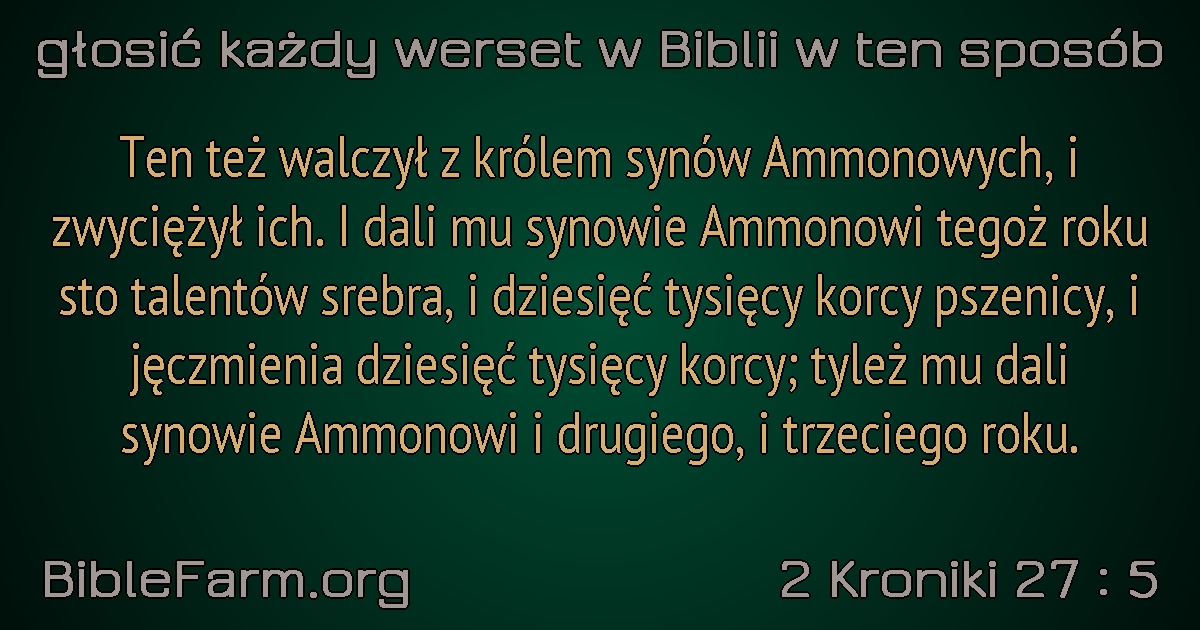 głosić każdy werset w Biblii w ten sposób
Ten też walczył z królem synów Ammonowych, i
zwyciężył ich. I dali mu synowie Ammonowi tegoż roku
sto talentów srebra, i dziesięć tysięcy korcy pszenicy, i
jęczmienia dziesięć tysięcy korcy; tyleż mu dali
synowie Ammonowi i drugiego, i trzeciego roku.
BibleFarm.org
2 Kroniki 27 : 5